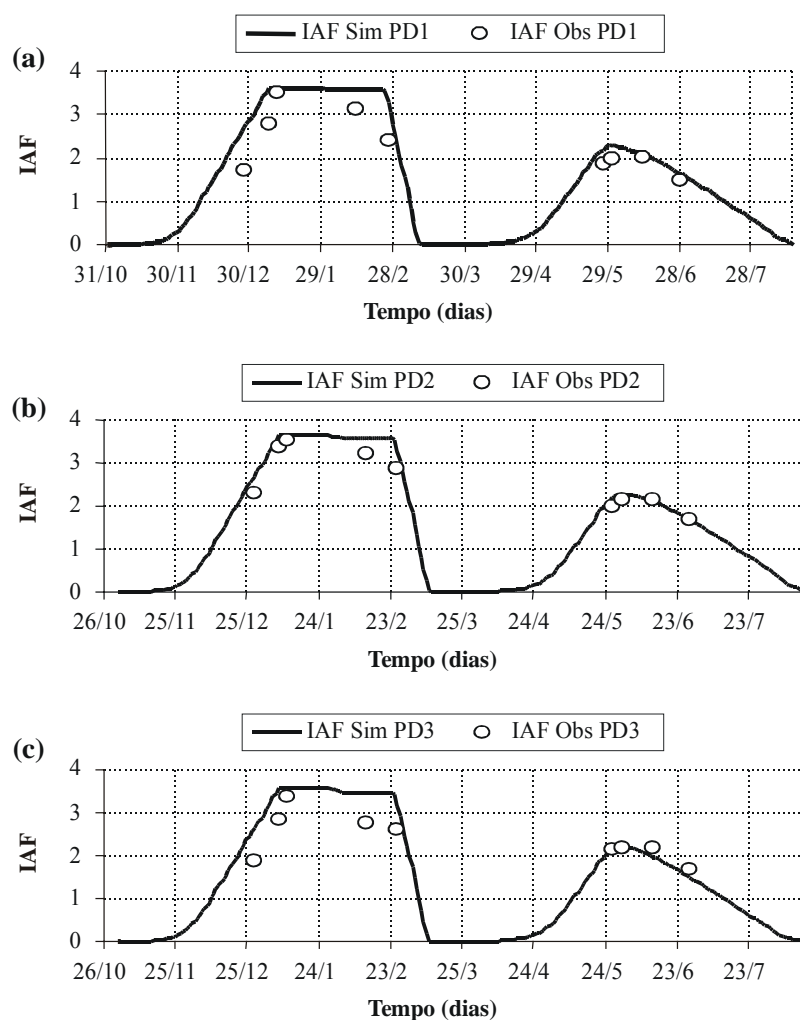 IAF Sim PD1 IAF Obs PD1
(a)
4
3
2
1
0
IAF
31/10 30/11 30/12 29/1 28/2 30/3 29/4 29/5 28/6 28/7
Tempo (dias)
IAF Sim PD2 IAF Obs PD2
(b)
4
3
2
1
0
IAF
26/10 25/11 25/12 24/1 23/2 25/3 24/4 24/5 23/6 23/7
Tempo (dias)
IAF Sim PD3 IAF Obs PD3
(c)
4
3
2
1
0
IAF
26/10 25/11 25/12 24/1 23/2 25/3 24/4 24/5 23/6 23/7
Tempo (dias)